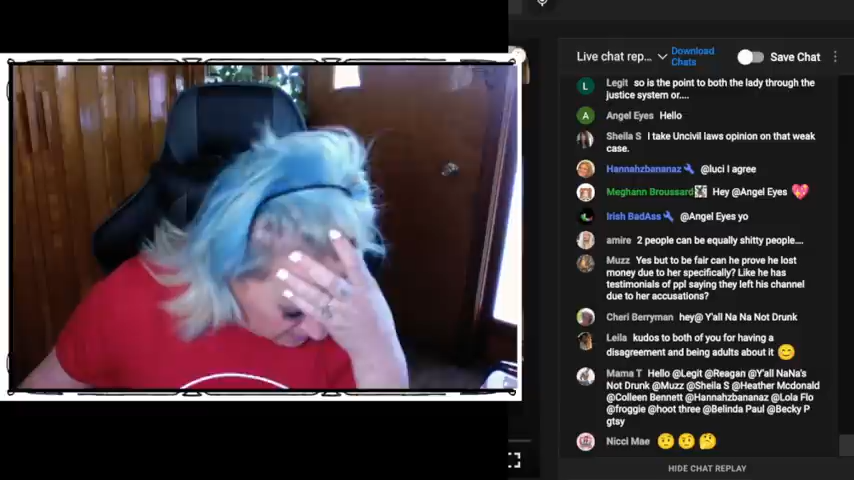 Live chat rep...
Download
Chats
Save Chat
L Legit so is the point to both the lady through the
justice system or....
A Angel Eyes Hello
Sheila S I take Uncivil laws opinion on that weak
case.
Hannahzbananaz @luci I agree
Meghann Broussard Hey @Angel Eyes 💖
Irish BadAss @Angel Eyes yo
amire 2 people can be equally shitty people....
Muzz Yes but to be fair can he prove he lost
money due to her specifically? Like he has
testimonials of ppl saying they left his channel
due to her accusations?
Cheri Berryman hey@ Y'all Na Na Not Drunk
Leila kudos to both of you for having a
disagreement and being adults about it 😊
Mama T Hello @Legit @Reagan @Y'all NaNa's
Not Drunk @Muzz @Sheila S @Heather Mcdonald
@Colleen Bennett @Hannahzbananaz @Lola Flo
@froggie @hoot three @Belinda Paul @Becky P
gtsy
Nicci Mae 🤨🤨🤔
HIDE CHAT REPLAY